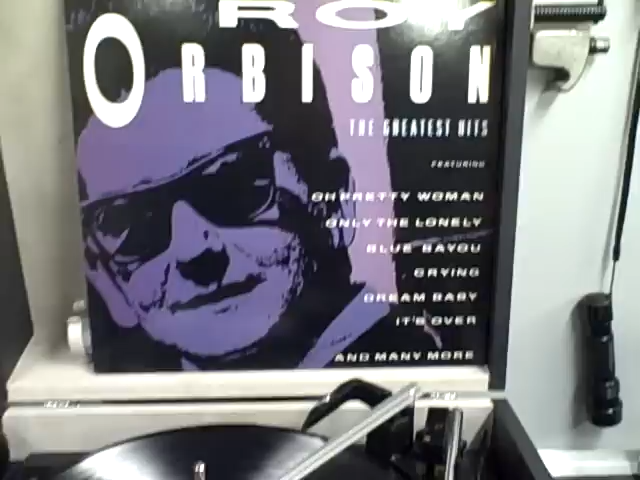 ROY
ORBISON
THE GREATEST HITS
FEATURING
OH PRETTY WOMAN
ONLY THE LONELY
BLUE BAYOU
CRYING
DREAM BABY
IT'S OVER
AND MANY MORE